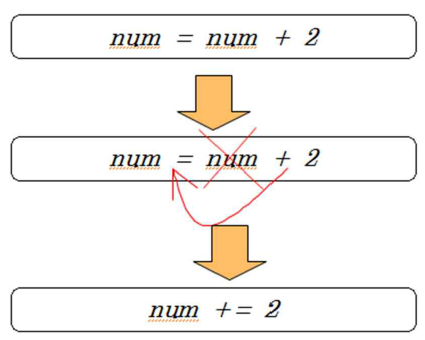 num = num + 2
num = num + 2
num += 2